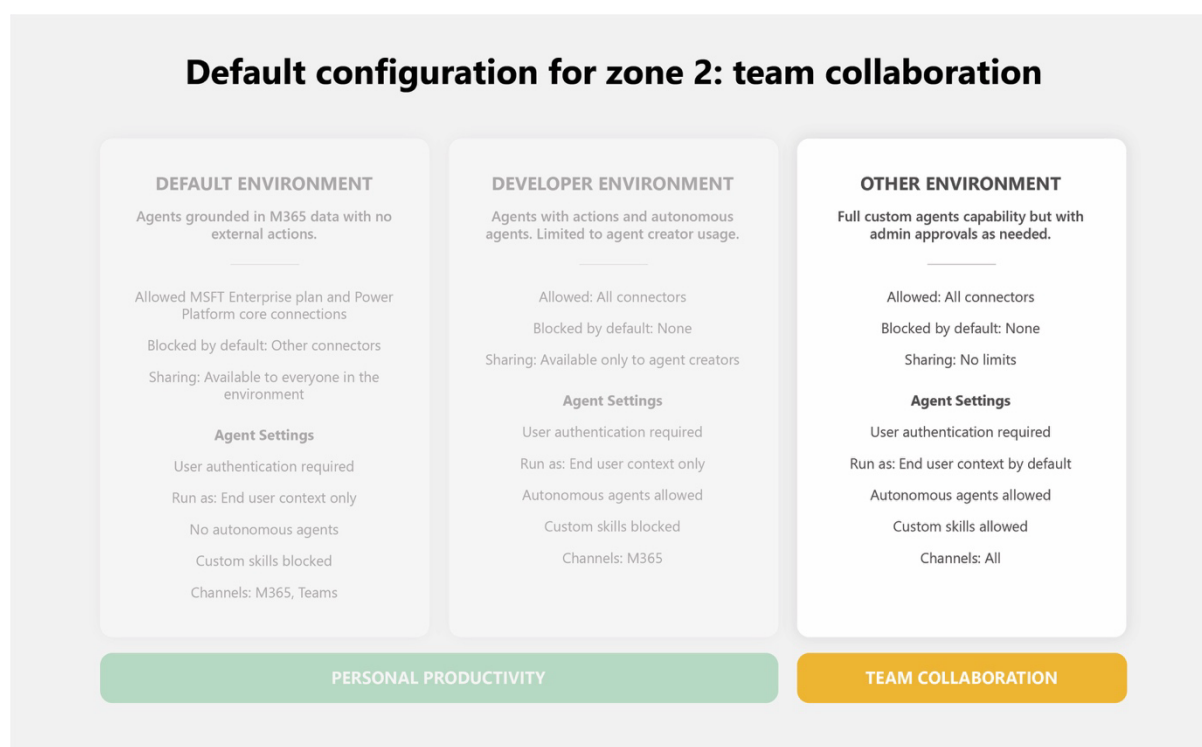 Default configuration for zone 2: team collaboration
DEFAULT ENVIRONMENT
Agents grounded in M365 data with no
external actions.
Allowed MSFT Enterprise plan and Power
Platform core connections
Blocked by default: Other connectors
Sharing: Available to everyone in the
environment
Agent Settings
User authentication required
Run as: End user context only
No autonomous agents
Custom skills blocked
Channels: M365, Teams
DEVELOPER ENVIRONMENT
Agents with actions and autonomous
agents. Limited to agent creator usage.
Allowed: All connectors
Blocked by default: None
Sharing: Available only to agent creators
Agent Settings
User authentication required
Run as: End user context only
Autonomous agents allowed
Custom skills blocked
Channels: M365
OTHER ENVIRONMENT
Full custom agents capability but with
admin approvals as needed.
Allowed: All connectors
Blocked by default: None
Sharing: No limits
Agent Settings
User authentication required
Run as: End user context by default
Autonomous agents allowed
Custom skills allowed
Channels: All
PERSONAL PRODUCTIVITY
TEAM COLLABORATION